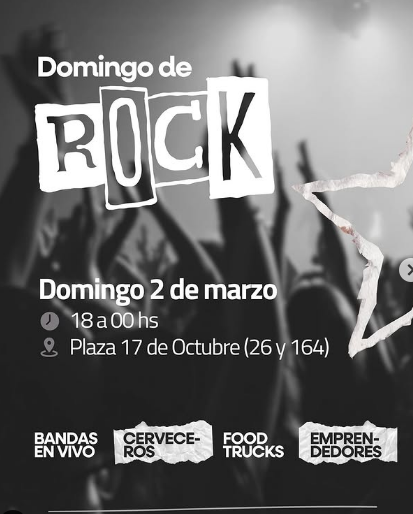 Domingo de
ROCK
Domingo 2 de marzo
18 a 00 hs
Plaza 17 de Octubre (26 y 164)
BANDAS
EN VIVO
CERVECE-
ROS
FOOD
TRUCKS
EMPREN-
DEDORES